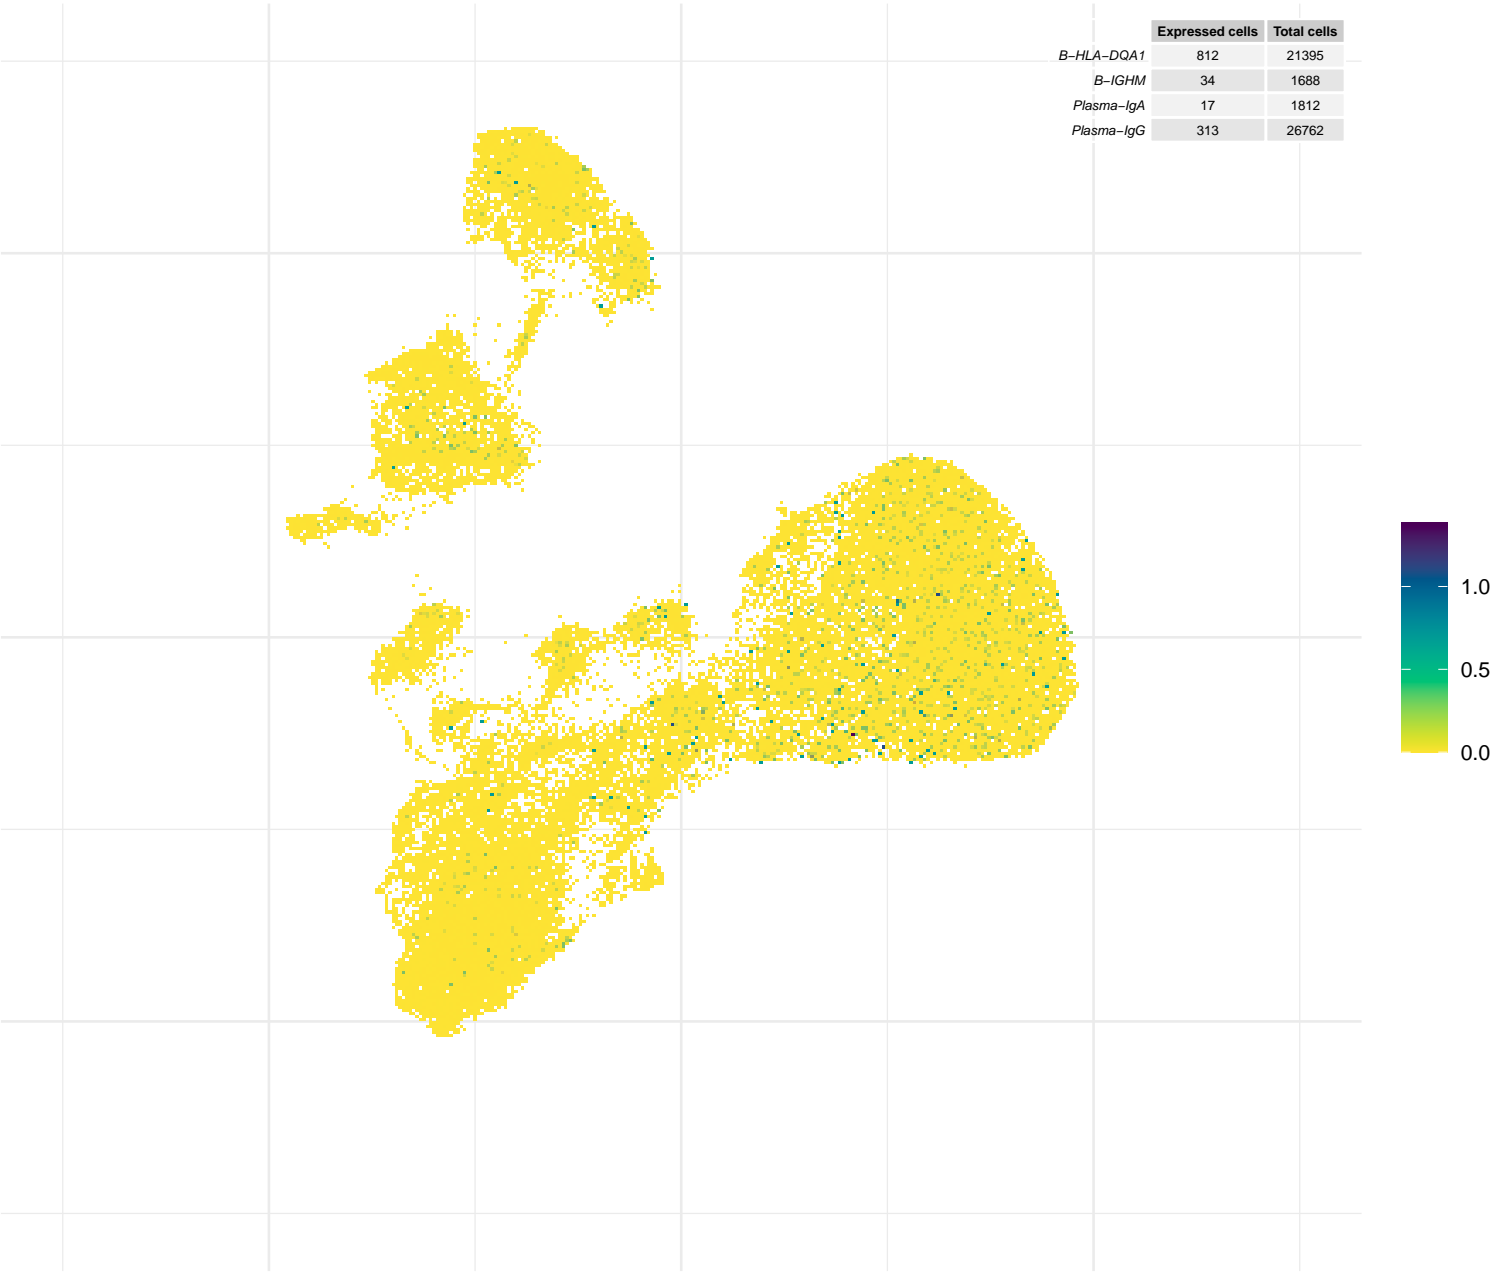 Expressed cells Total cells
B−HLA−DQA1 812 21395
B−IGHM 34 1688
Plasma−IgA 17 1812
Plasma−IgG 313 26762
1.0
0.5
0.0